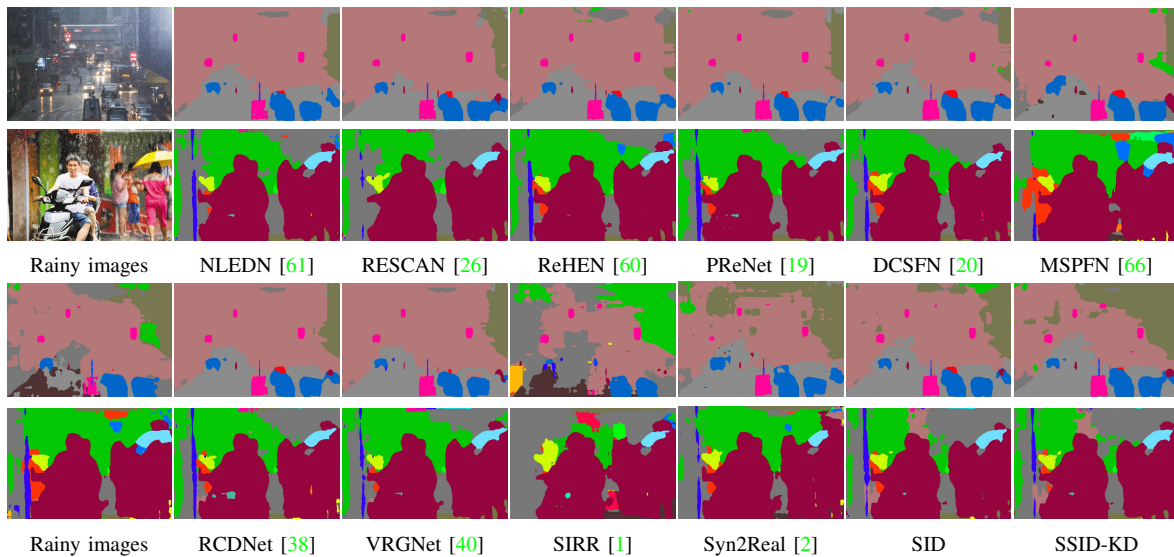 Rainy images NLEDN [61] RESCAN [26] ReHEN [60] PReNet [19] DCSFN [20] MSPFN [66]
Rainy images RCDNet [38] VRGNet [40] SIRR [1] Syn2Real [2] SID SSID-KD